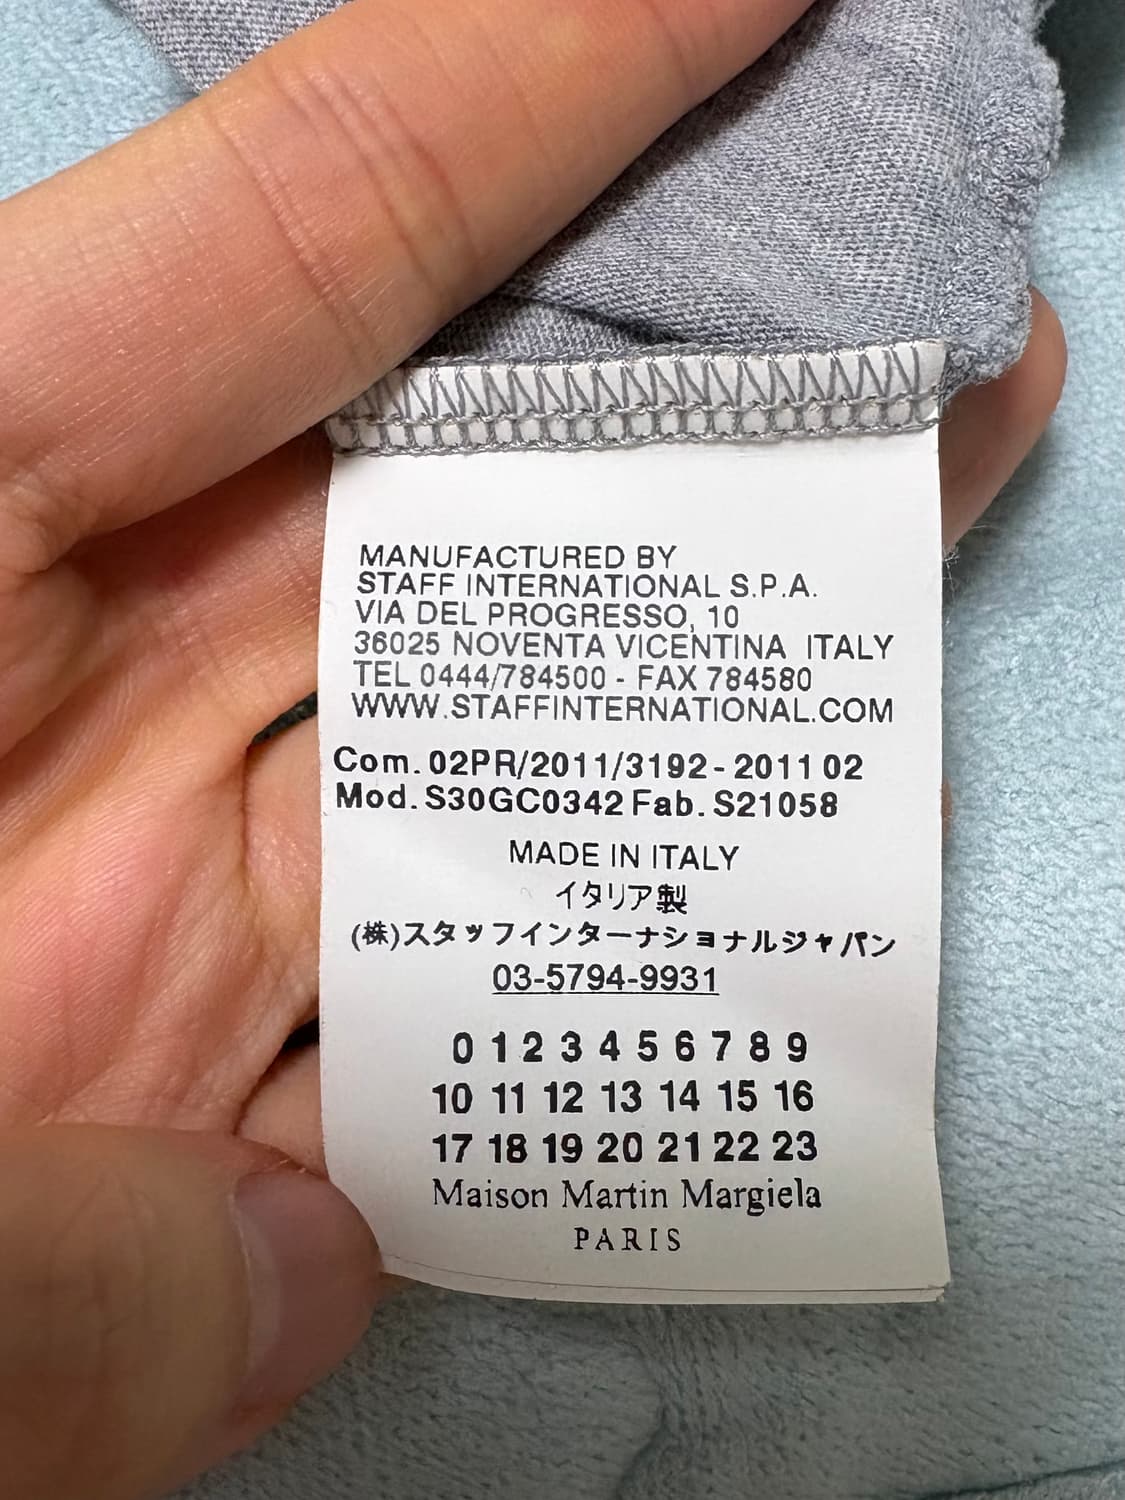 MANUFACTURED BY
STAFF INTERNATIONAL S.P.A.
VIA DEL PROGRESSO, 10
36025 NOVENTA VICENTINA ITALY
TEL 0444/784500 - FAX 784580
WWW.STAFFINTERNATIONAL.COM
Com. 02PR/2011/3192 - 2011 02
Mod. S30GC0342 Fab. S21058
MADE IN ITALY
イタリア製
(株)スタッフインターナショナルジャパン
03-5794-9931
0 1 2 3 4 5 6 7 8 9
10 11 12 13 14 15 16
17 18 19 20 21 22 23
Maison Martin Margiela
PARIS